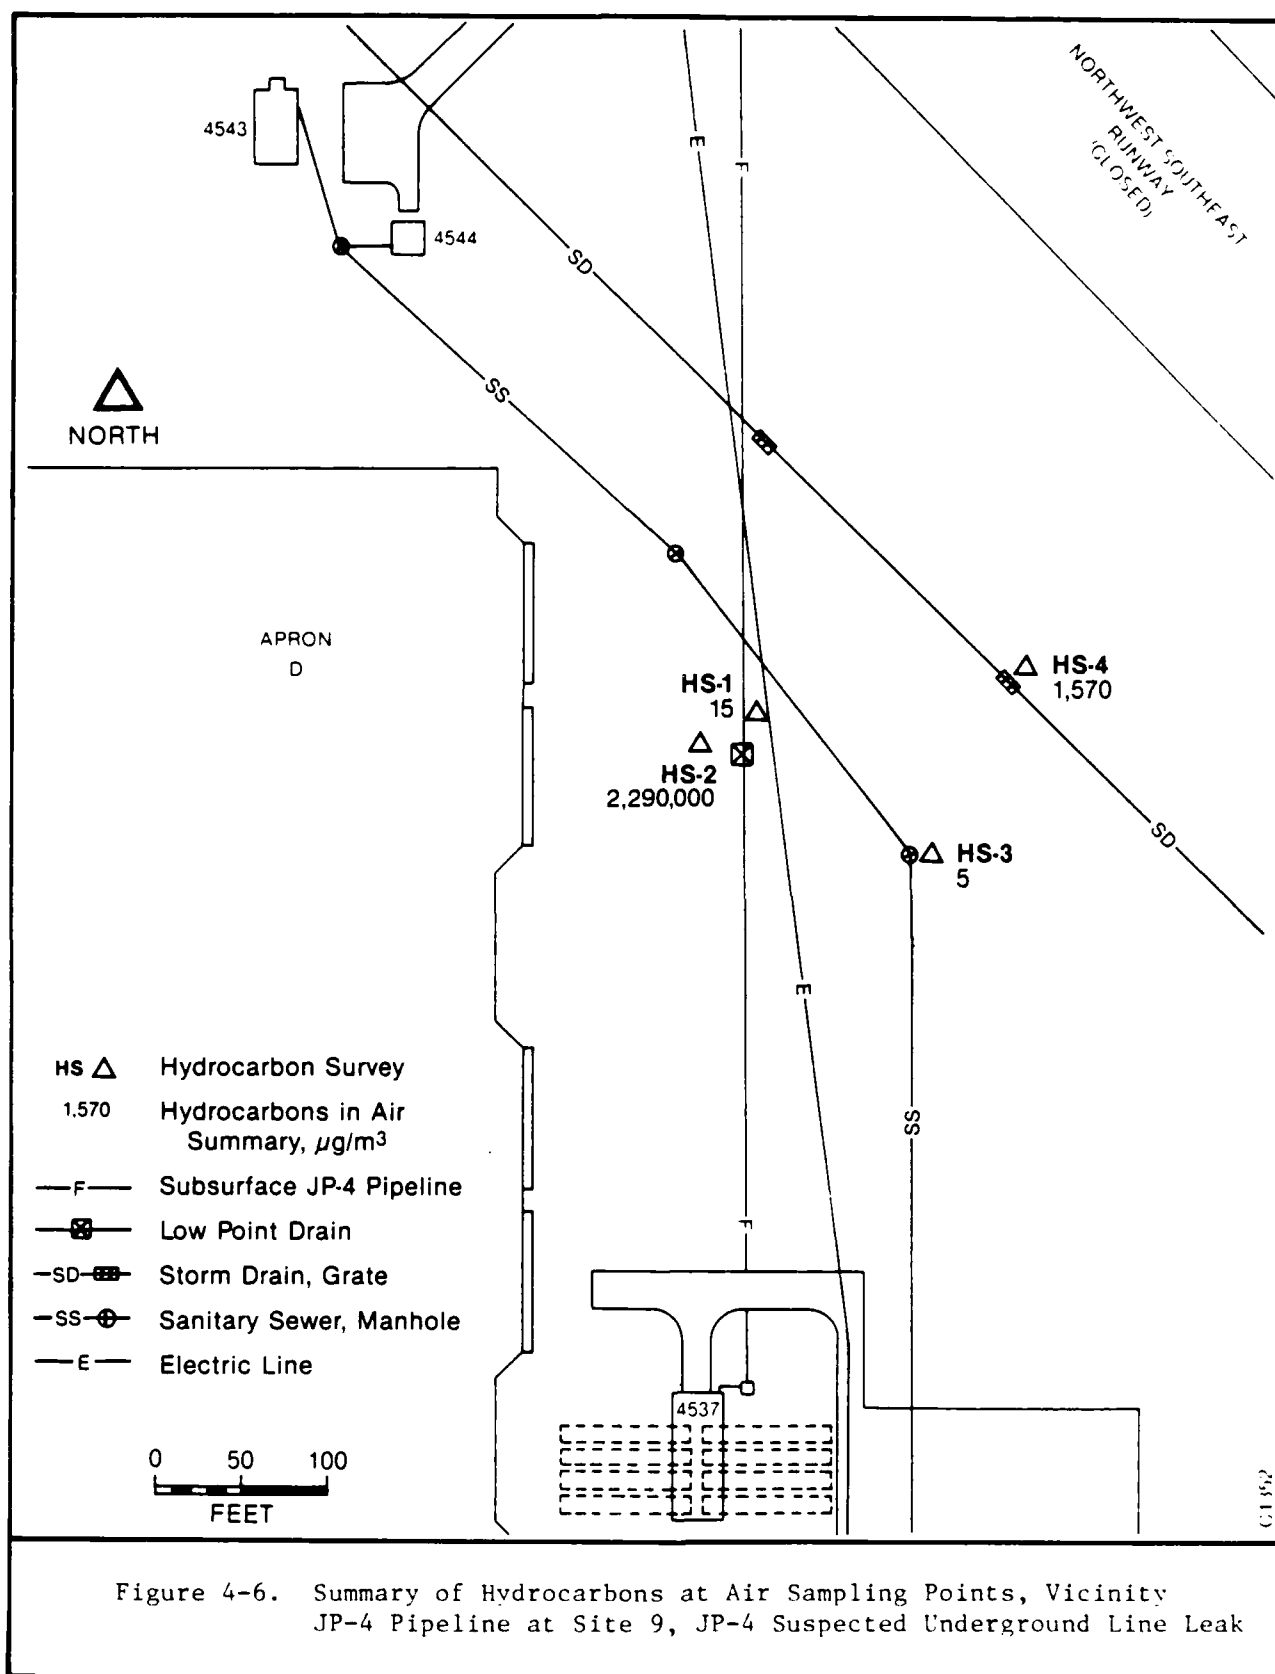 NORTHWEST SOUTHEAST
RUNWAY
(CLOSED)
4543
4544
E
F
SD
SS
NORTH
APRON
D
HS-1
15
HS-2
2,290,000
HS-4
1,570
HS-3
5
SD
E
SS
F
4537
HS Hydrocarbon Survey
1,570 Hydrocarbons in Air
Summary, µg/m³
F Subsurface JP-4 Pipeline
Low Point Drain
SD Storm Drain, Grate
SS Sanitary Sewer, Manhole
E Electric Line
0 50 100
FEET
Figure 4-6. Summary of Hydrocarbons at Air Sampling Points, Vicinity
JP-4 Pipeline at Site 9, JP-4 Suspected Underground Line Leak